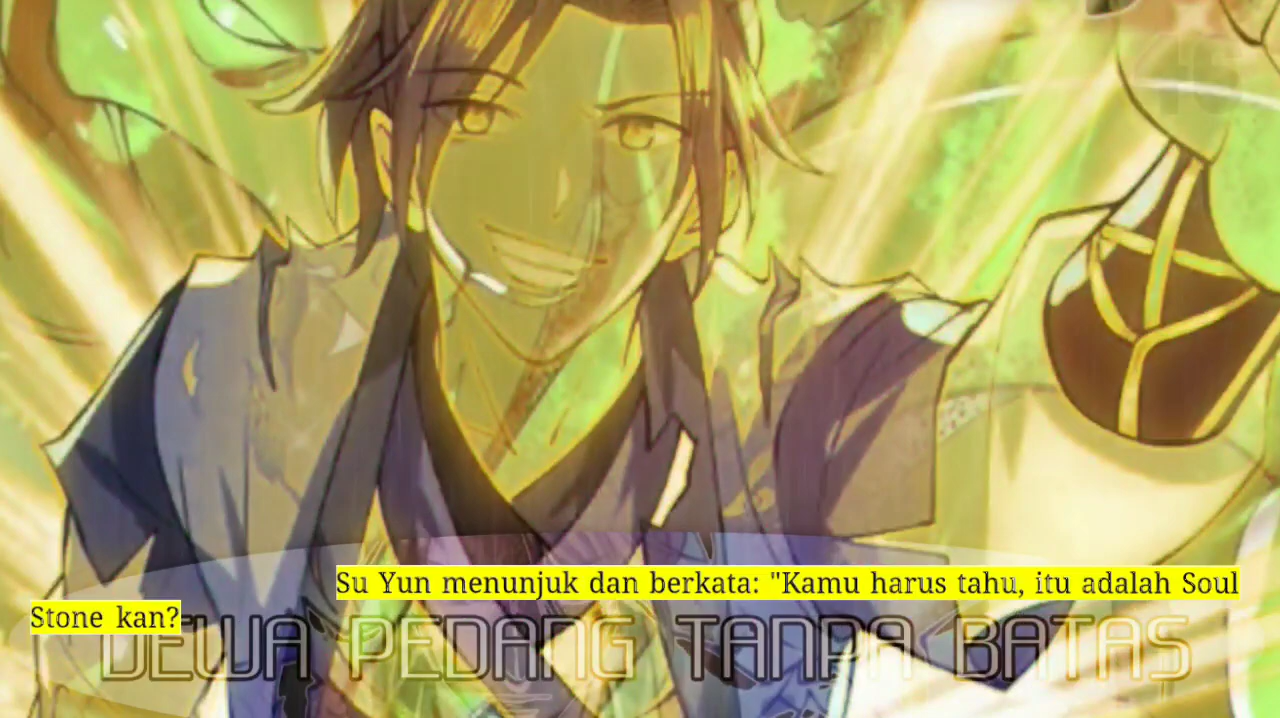 Su Yun menunjuk dan berkata: "Kamu harus tahu, itu adalah Soul
Stone kan?
DEWA PEDANG TANPA BATAS